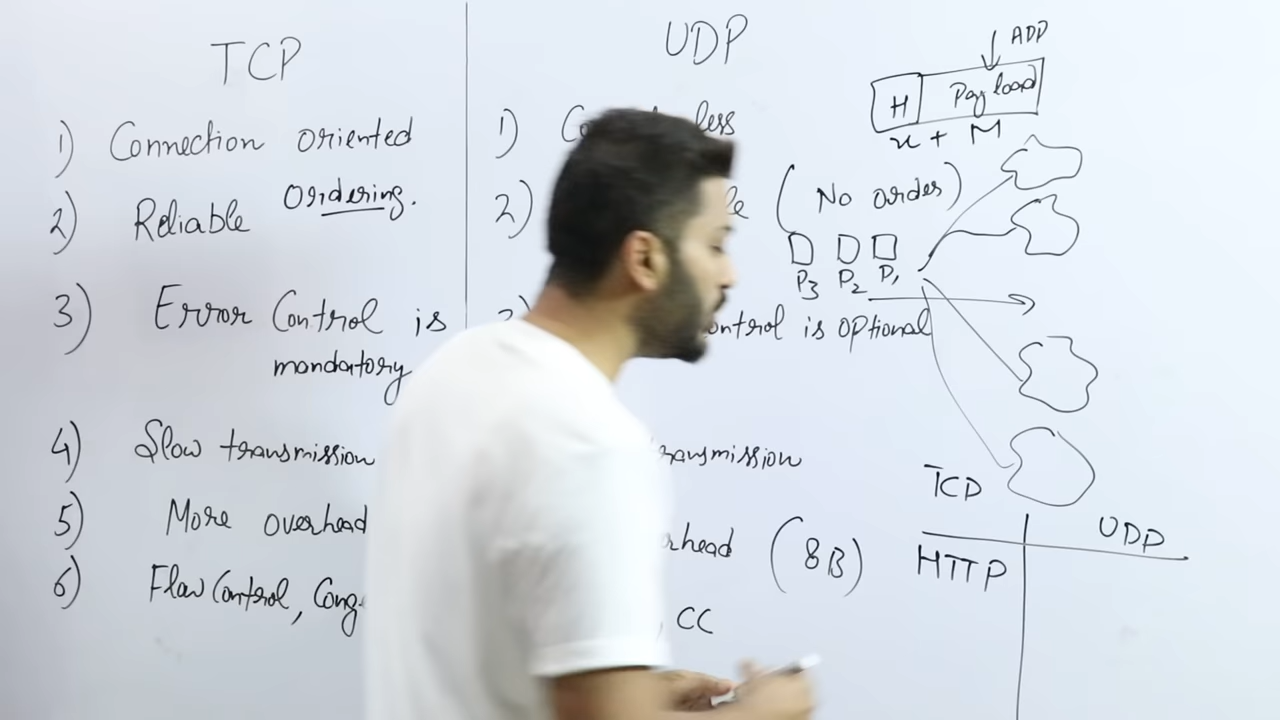 TCP
1) Connection oriented
2) Reliable Ordering.
3) Error Control is
mandatory
4) Slow transmission
5) More overhead
6) Flow Control, Cong
UDP
1) less
2) (No order)
P3 P2 P1
ontrol is optional
ransmission
rhead (8B)
, CC
ADP
H Payload
x + M
TCP
UDP
HTTP